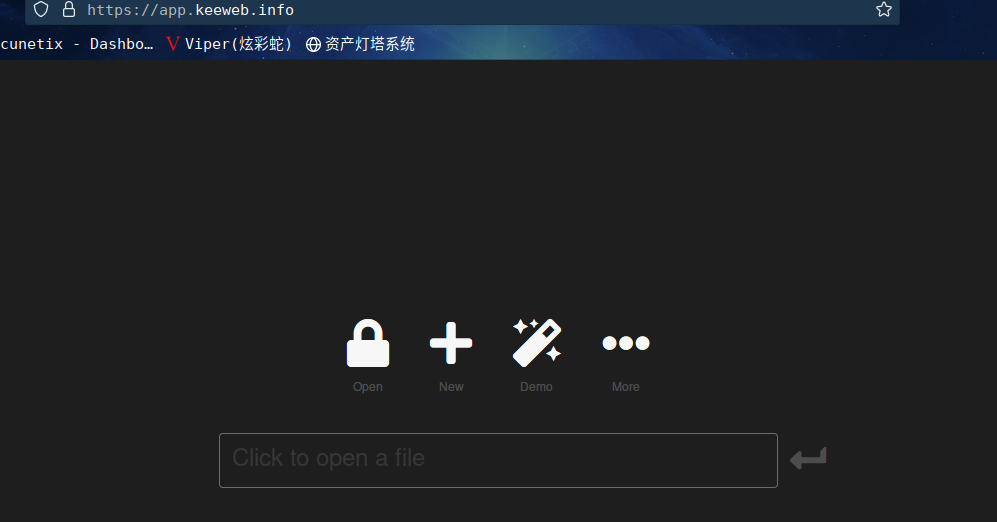 https://app.keeweb.info
cunetix - Dashbo… Viper(炫彩蛇) 资产灯塔系统
Open New Demo More
Click to open a file